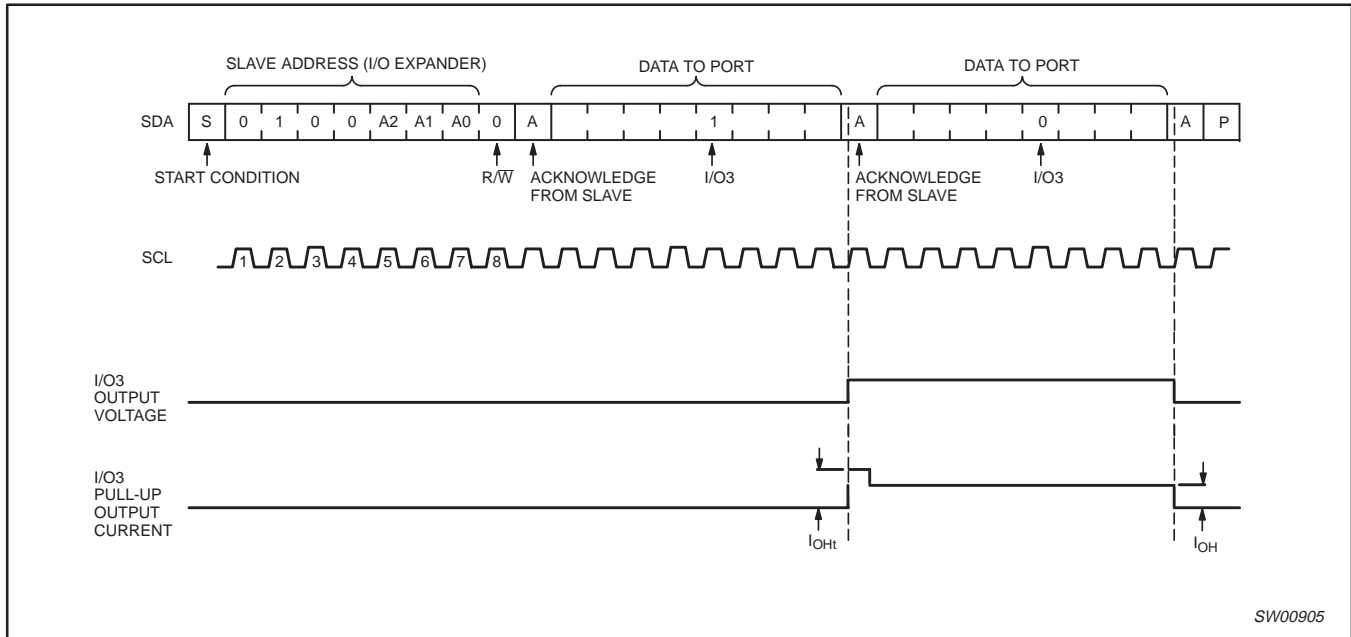 SLAVE ADDRESS (I/O EXPANDER) DATA TO PORT DATA TO PORT
SDA S 0 1 0 0 A2 A1 A0 0 A 1 A 0 A P
START CONDITION R/W̅ ACKNOWLEDGE FROM SLAVE I/O3 ACKNOWLEDGE FROM SLAVE I/O3
SCL 1 2 3 4 5 6 7 8
I/O3
OUTPUT
VOLTAGE
I/O3
PULL-UP
OUTPUT
CURRENT
IOHt IOH
SW00905